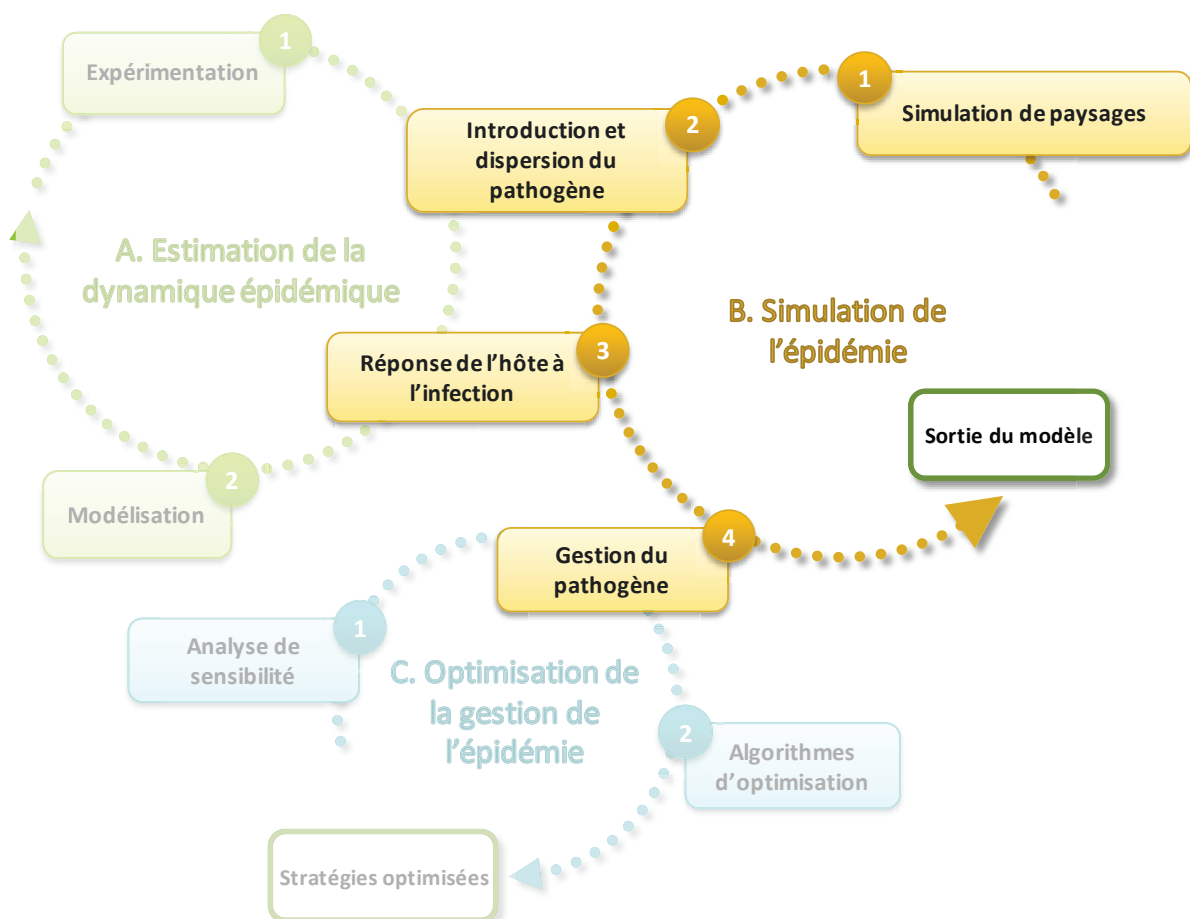 1
Expérimentation
1
Simulation de paysages
2
Introduction et
dispersion du
pathogène
A. Estimation de la
dynamique épidémique
B. Simulation de
l'épidémie
3
Réponse de l'hôte à
l'infection
Sortie du modèle
2
Modélisation
4
Gestion du
pathogène
1
Analyse de
sensibilité
C. Optimisation de
la gestion de
l'épidémie
2
Algorithmes
d'optimisation
Stratégies optimisées